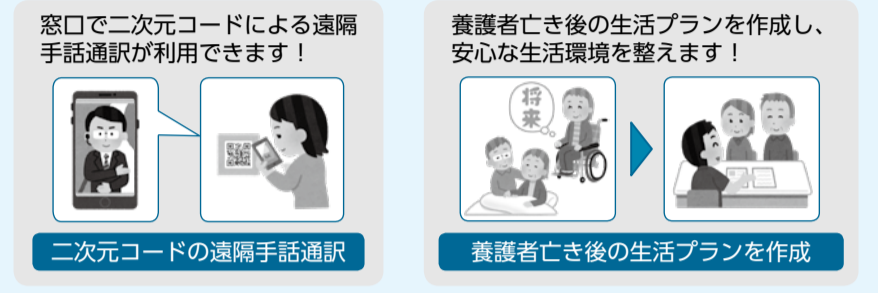 窓口で二次元コードによる遠隔
手話通訳が利用できます！
二次元コードの遠隔手話通訳
養護者亡き後の生活プランを作成し、
安心な生活環境を整えます！
将来
養護者亡き後の生活プランを作成